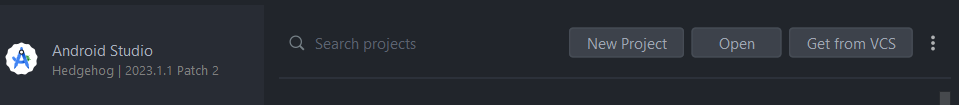 Android Studio
Hedgehog | 2023.1.1 Patch 2
Search projects
New Project
Open
Get from VCS